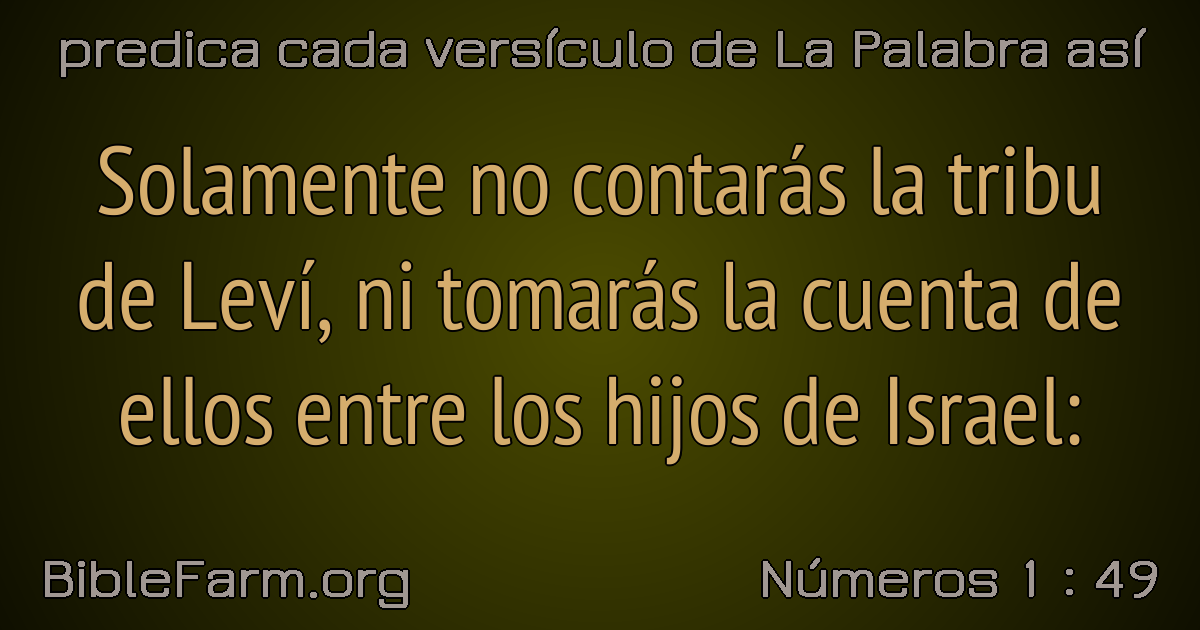 predica cada versículo de La Palabra así
Solamente no contarás la tribu
de Leví, ni tomarás la cuenta de
ellos entre los hijos de Israel:
BibleFarm.org
Números 1 : 49